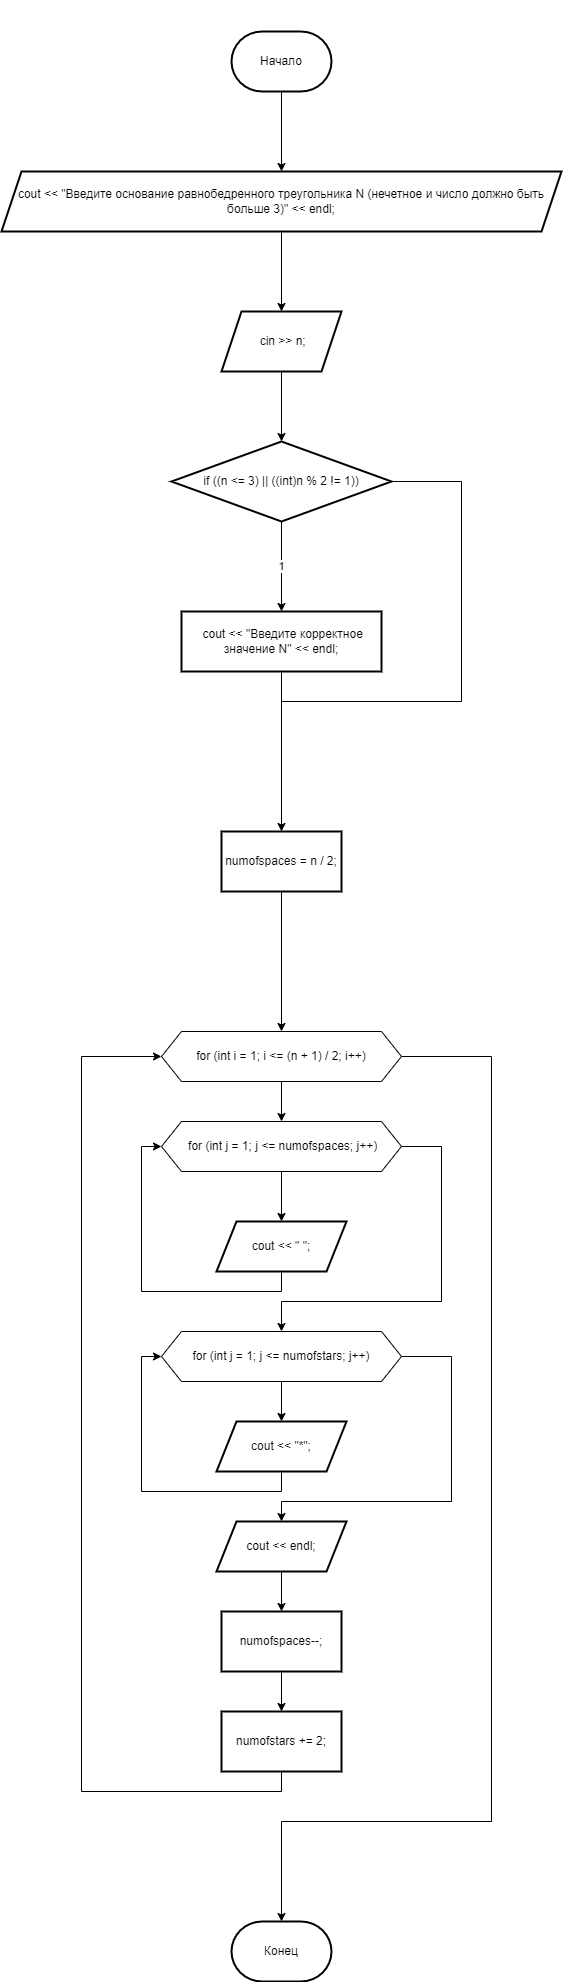 Начало
cout << "Введите основание равнобедренного треугольника N (нечетное и число должно быть
больше 3)" << endl;
cin >> n;
if ((n <= 3) || ((int)n % 2 != 1))
1
cout << "Введите корректное
значение N" << endl;
numofspaces = n / 2;
for (int i = 1; i <= (n + 1) / 2; i++)
for (int j = 1; j <= numofspaces; j++)
cout << " ";
for (int j = 1; j <= numofstars; j++)
cout << "*";
cout << endl;
numofspaces--;
numofstars += 2;
Конец